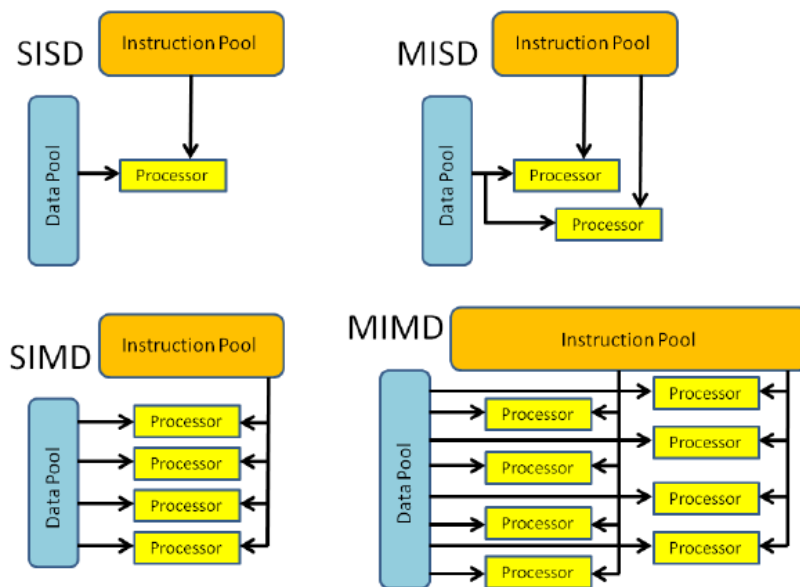 SISD
Instruction Pool
Data Pool
Processor
MISD
Instruction Pool
Data Pool
Processor
Processor
SIMD
Instruction Pool
Data Pool
Processor
Processor
Processor
Processor
MIMD
Instruction Pool
Data Pool
Processor
Processor
Processor
Processor
Processor
Processor
Processor
Processor